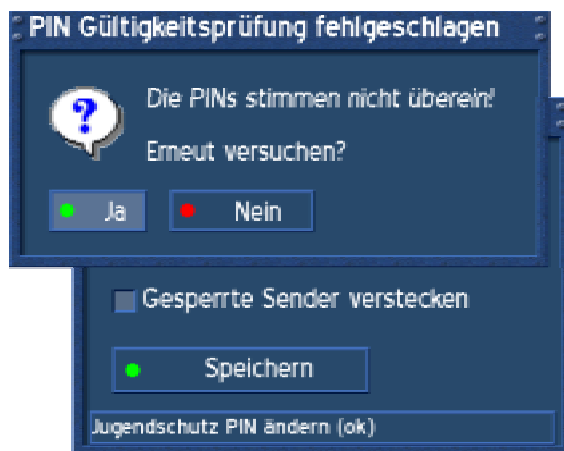 PIN Gültigkeitsprüfung fehlgeschlagen
?
Die PINs stimmen nicht überein!
Erneut versuchen?
Ja
Nein
Gesperrte Sender verstecken
Speichern
Jugendschutz PIN ändern (ok)